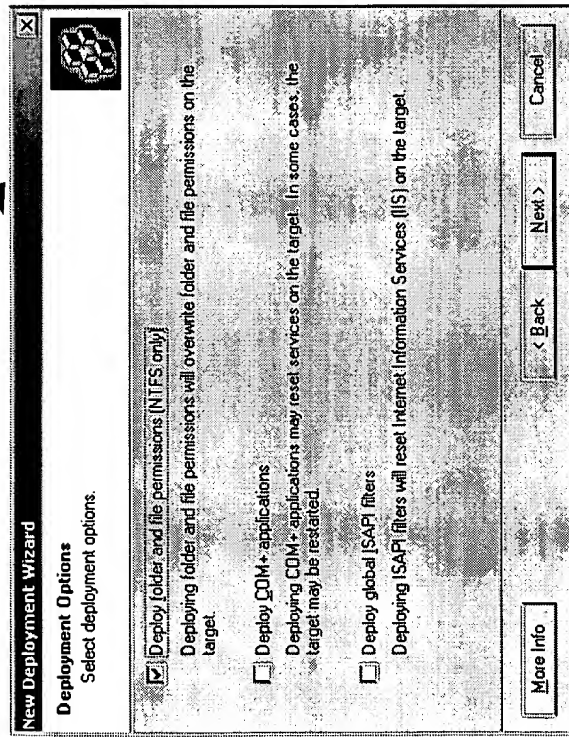 New Deployment Wizard
Deployment Options
Select deployment options.
Deploy folder and file permissions (NTFS only)
Deploying folder and file permissions will overwrite folder and file permissions on the
target.
Deploy COM+ applications
Deploying COM+ applications may reset services on the target. In some cases, the
target may be restarted.
Deploy global ISAPI filters
Deploying ISAPI filters will reset Internet Information Services (IIS) on the target.
More Info
< Back
Next >
Cancel